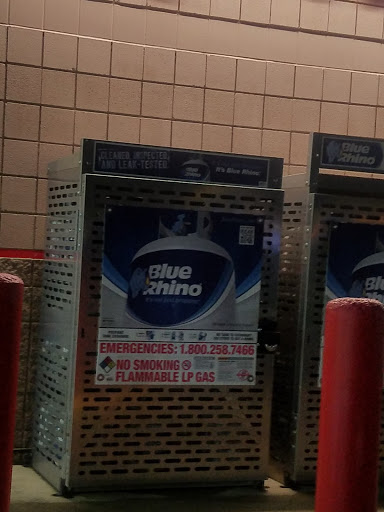 CLEANED, INSPECTED
AND LEAK-TESTED
It's Blue Rhino.
Blue
Rhino
EMERGENCIES: 1.800.258.7466
NO SMOKING
FLAMMABLE LP GAS
Blue
Rhino